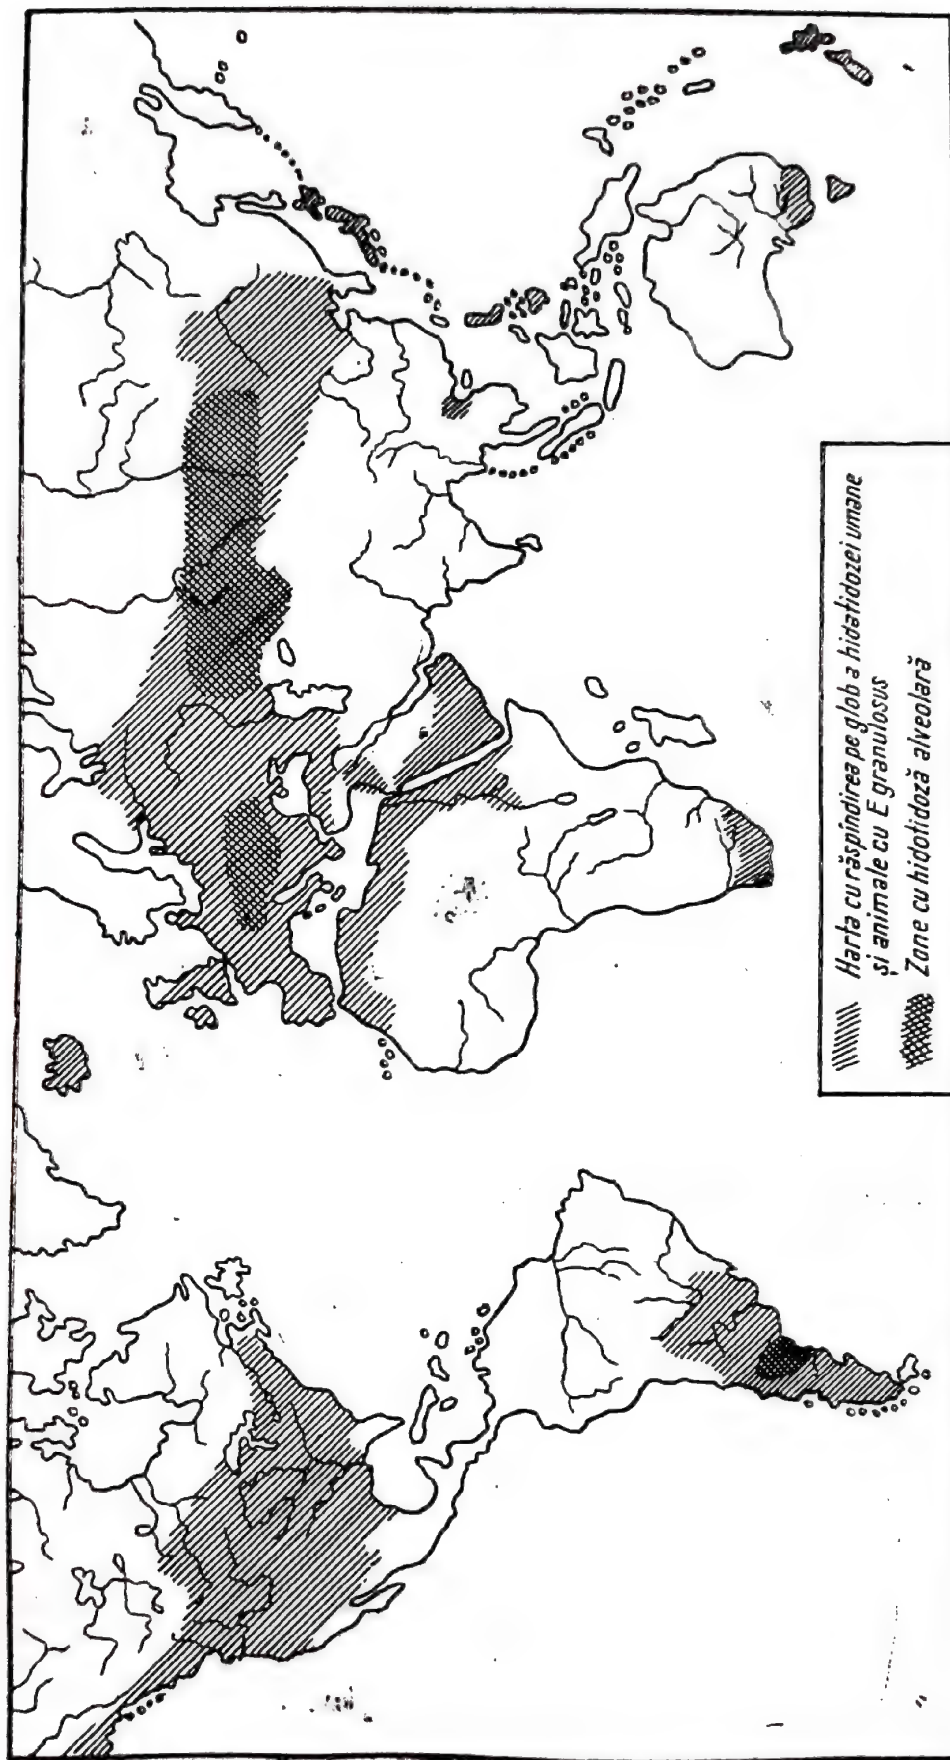 Harta cu răspîndirea pe glob a hidatidozei umane
și animale cu E granulosus
Zone cu hidatidoză alveolară